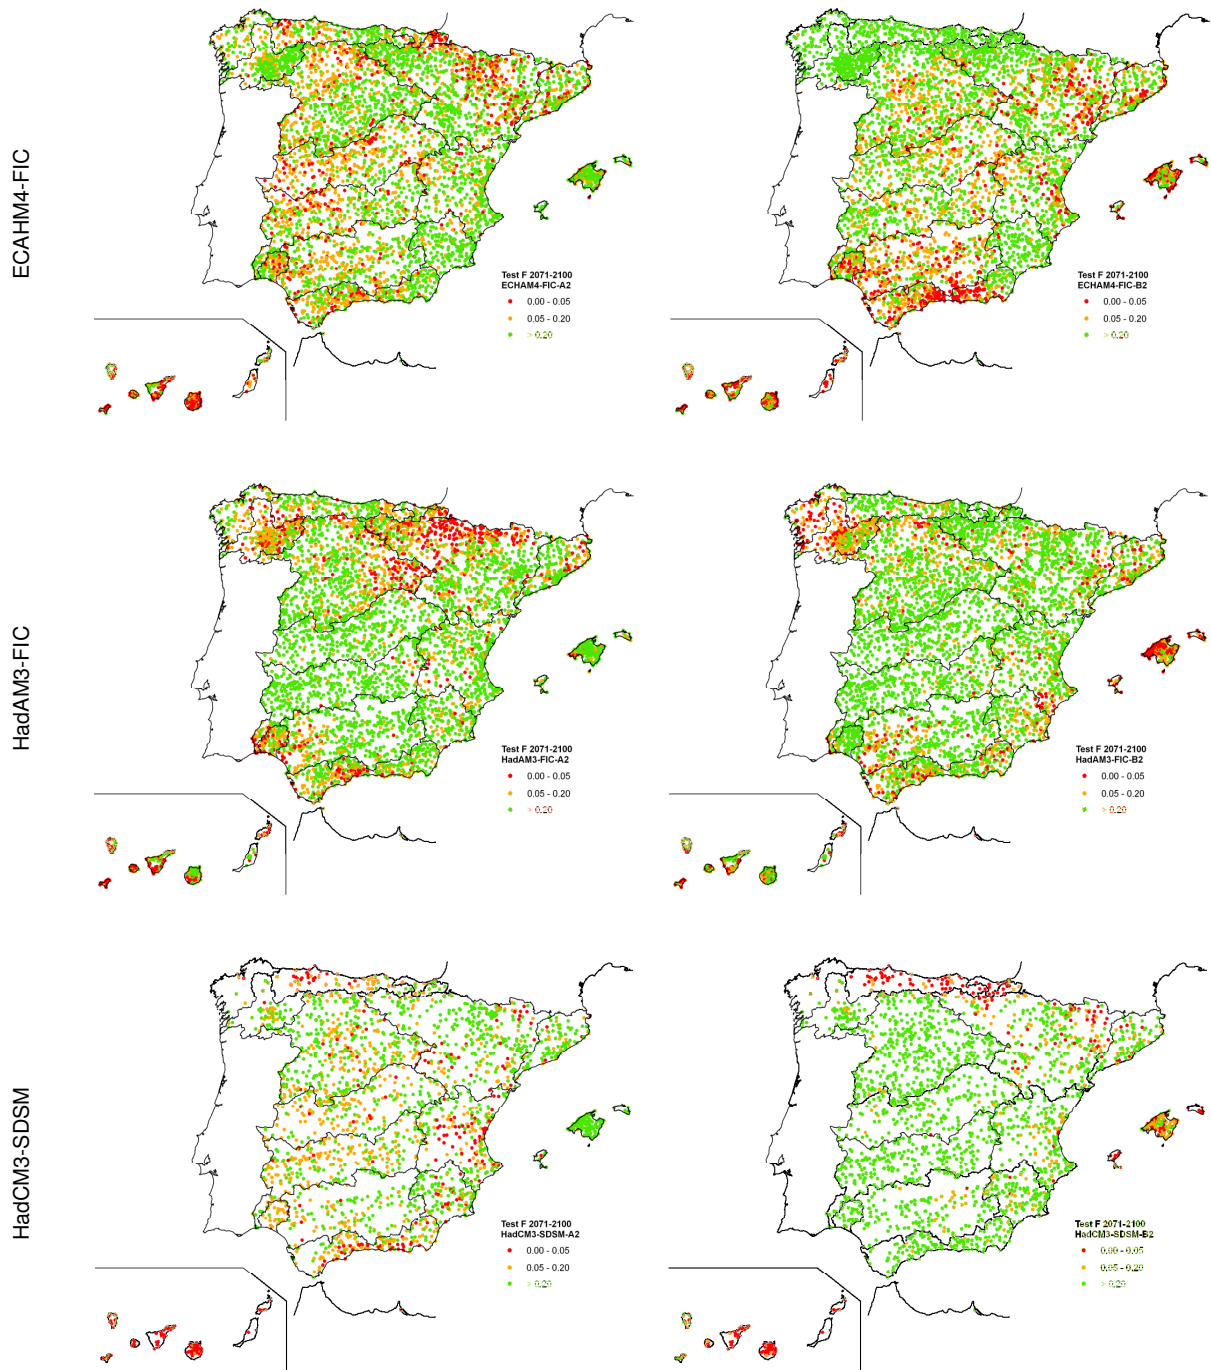 ECAHM4-FIC
Test F 2071-2100
ECHAM4-FIC-A2
0.00 - 0.05
0.05 - 0.20
> 0.20
Test F 2071-2100
ECHAM4-FIC-B2
0.00 - 0.05
0.05 - 0.20
> 0.20
HadAM3-FIC
Test F 2071-2100
HadAM3-FIC-A2
0.00 - 0.05
0.05 - 0.20
> 0.20
Test F 2071-2100
HadAM3-FIC-B2
0.00 - 0.05
0.05 - 0.20
> 0.20
HadCM3-SDSM
Test F 2071-2100
HadCM3-SDSM-A2
0.00 - 0.05
0.05 - 0.20
> 0.20
Test F 2071-2100
HadCM3-SDSM-B2
0.00 - 0.05
0.05 - 0.20
> 0.20